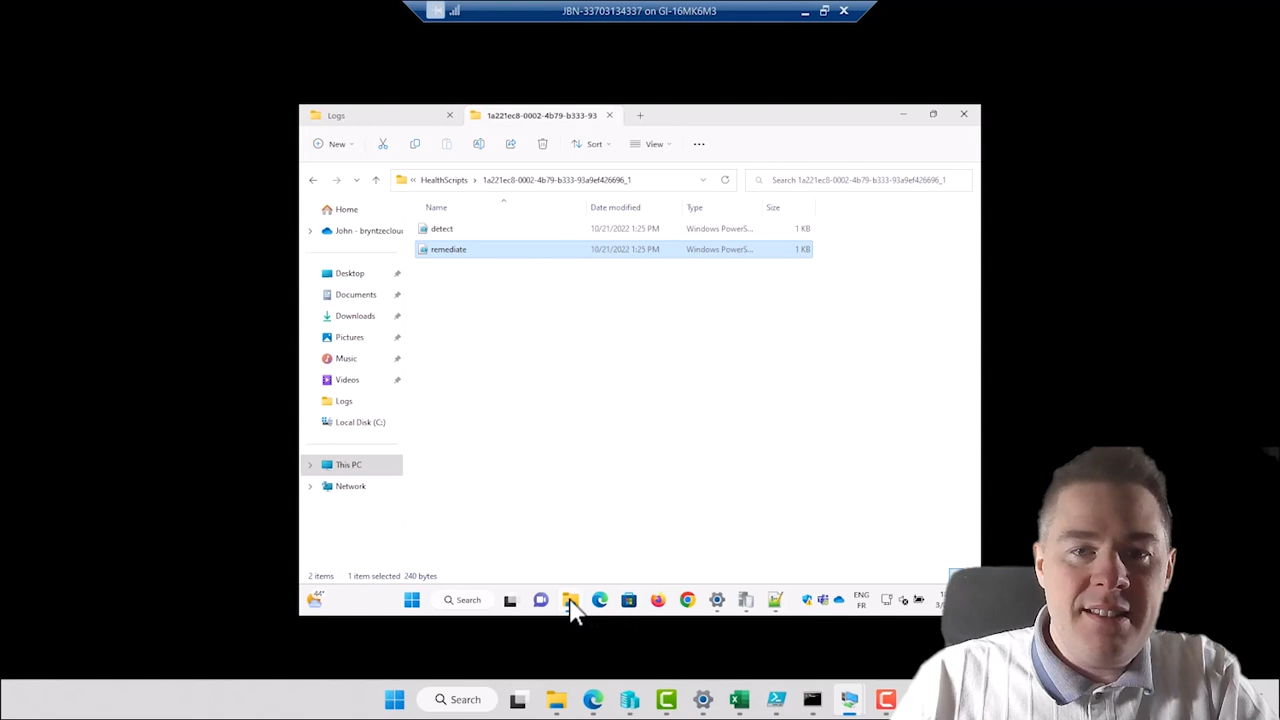 JBN-33703134337 on GI-16MK6M3
Logs
1a221ec8-0002-4b79-b333-93
New
Sort
View
HealthScripts
1a221ec8-0002-4b79-b333-93a9ef426696_1
Search 1a221ec8-0002-4b79-b333-93a9ef426696_1
Home
John - bryntzeclou
Desktop
Documents
Downloads
Pictures
Music
Videos
Logs
Local Disk (C:)
This PC
Network
Name Date modified Type Size
detect 10/21/2022 1:25 PM Windows PowerS... 1 KB
remediate 10/21/2022 1:25 PM Windows PowerS... 1 KB
2 items 1 item selected 240 bytes
44°
Search
ENG
FR
Search